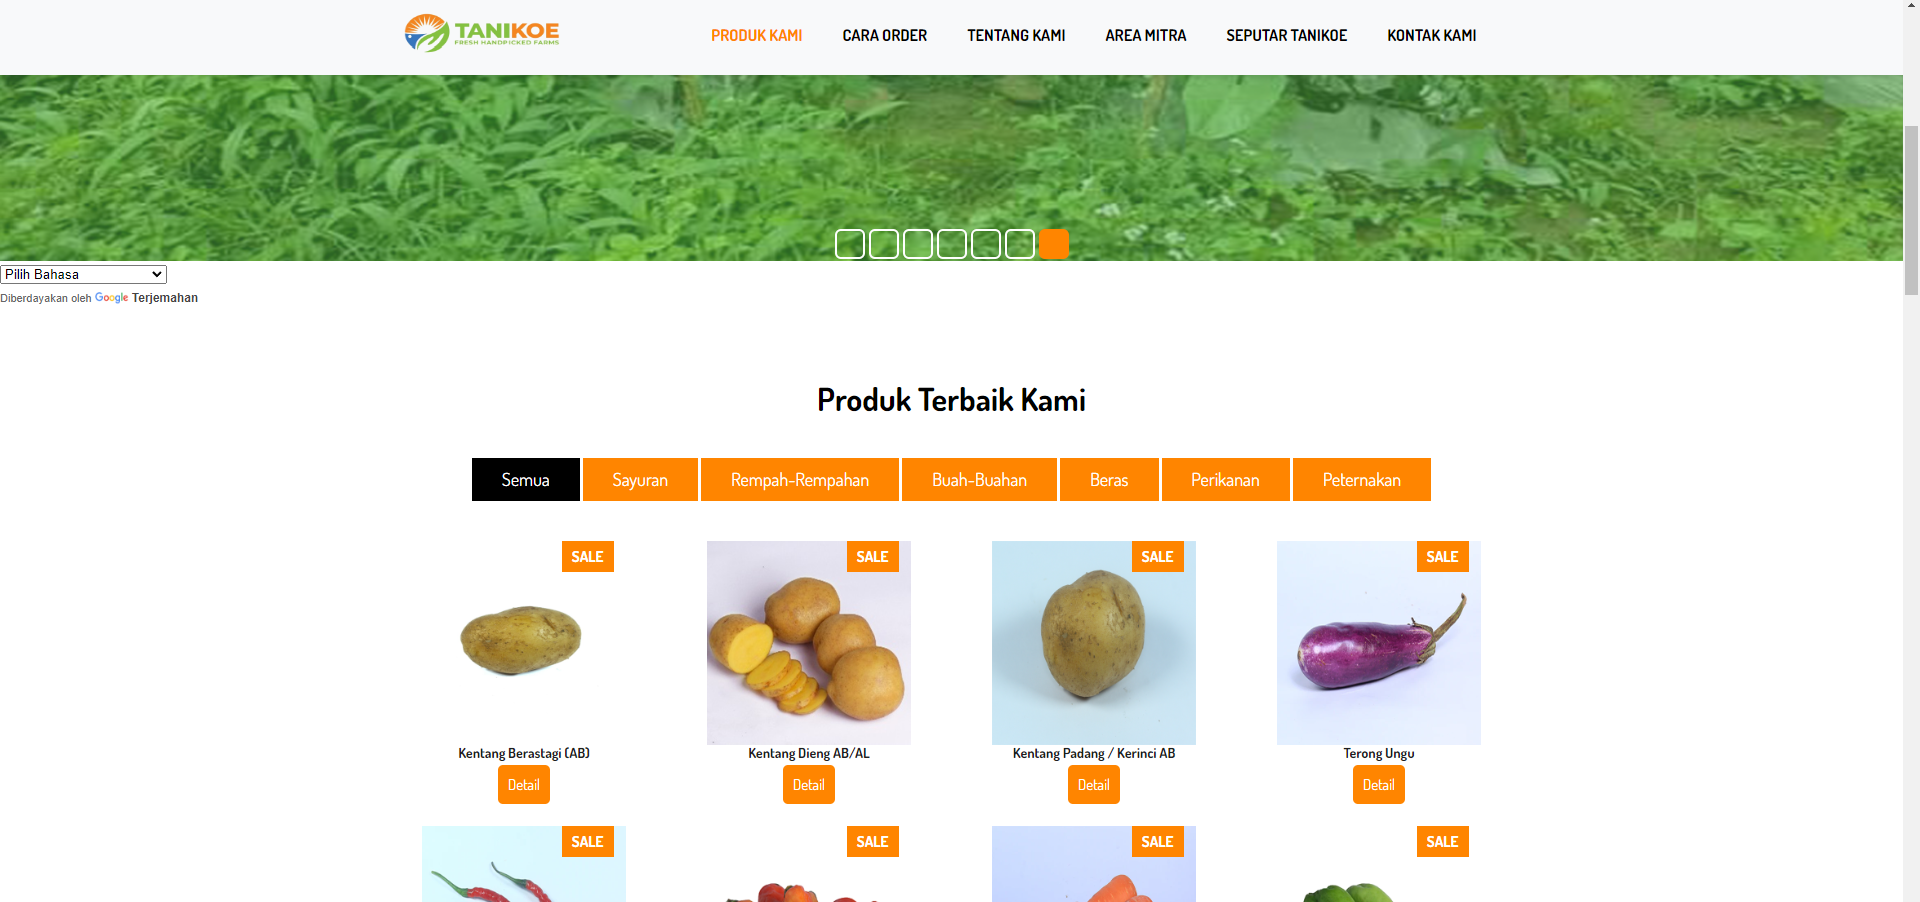 TANIKOE
FRESH HANDPICKED FARMS
PRODUK KAMI
CARA ORDER
TENTANG KAMI
AREA MITRA
SEPUTAR TANIKOE
KONTAK KAMI
Pilih Bahasa
Diberdayakan oleh Google Terjemahan
Produk Terbaik Kami
Semua
Sayuran
Rempah-Rempahan
Buah-Buahan
Beras
Perikanan
Peternakan
SALE
SALE
SALE
SALE
Kentang Berastagi (AB)
Kentang Dieng AB/AL
Kentang Padang / Kerinci AB
Terong Ungu
Detail
Detail
Detail
Detail
SALE
SALE
SALE
SALE